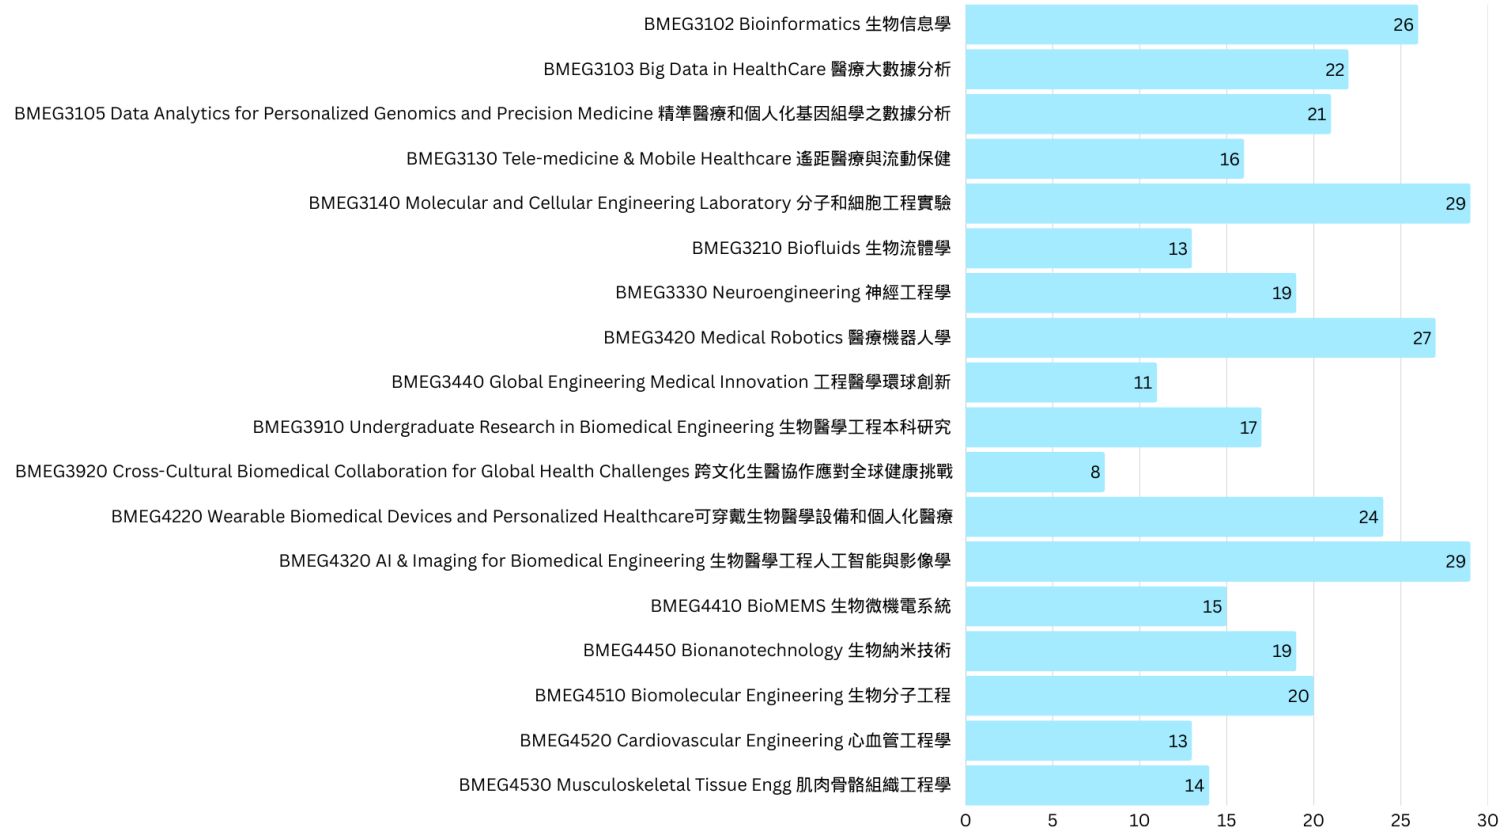 BMEG3102 Bioinformatics 生物信息學 26
BMEG3103 Big Data in HealthCare 醫療大數據分析 22
BMEG3105 Data Analytics for Personalized Genomics and Precision Medicine 精準醫療和個人化基因組學之數據分析 21
BMEG3130 Tele-medicine & Mobile Healthcare 遙距醫療與流動保健 16
BMEG3140 Molecular and Cellular Engineering Laboratory 分子和細胞工程實驗 29
BMEG3210 Biofluids 生物流體學 13
BMEG3330 Neuroengineering 神經工程學 19
BMEG3420 Medical Robotics 醫療機器人學 27
BMEG3440 Global Engineering Medical Innovation 工程醫學環球創新 11
BMEG3910 Undergraduate Research in Biomedical Engineering 生物醫學工程本科研究 17
BMEG3920 Cross-Cultural Biomedical Collaboration for Global Health Challenges 跨文化生醫協作應對全球健康挑戰 8
BMEG4220 Wearable Biomedical Devices and Personalized Healthcare可穿戴生物醫學設備和個人化醫療 24
BMEG4320 AI & Imaging for Biomedical Engineering 生物醫學工程人工智能與影像學 29
BMEG4410 BioMEMS 生物微機電系統 15
BMEG4450 Bionanotechnology 生物納米技術 19
BMEG4510 Biomolecular Engineering 生物分子工程 20
BMEG4520 Cardiovascular Engineering 心血管工程學 13
BMEG4530 Musculoskeletal Tissue Engg 肌肉骨骼組織工程學 14
0 5 10 15 20 25 30